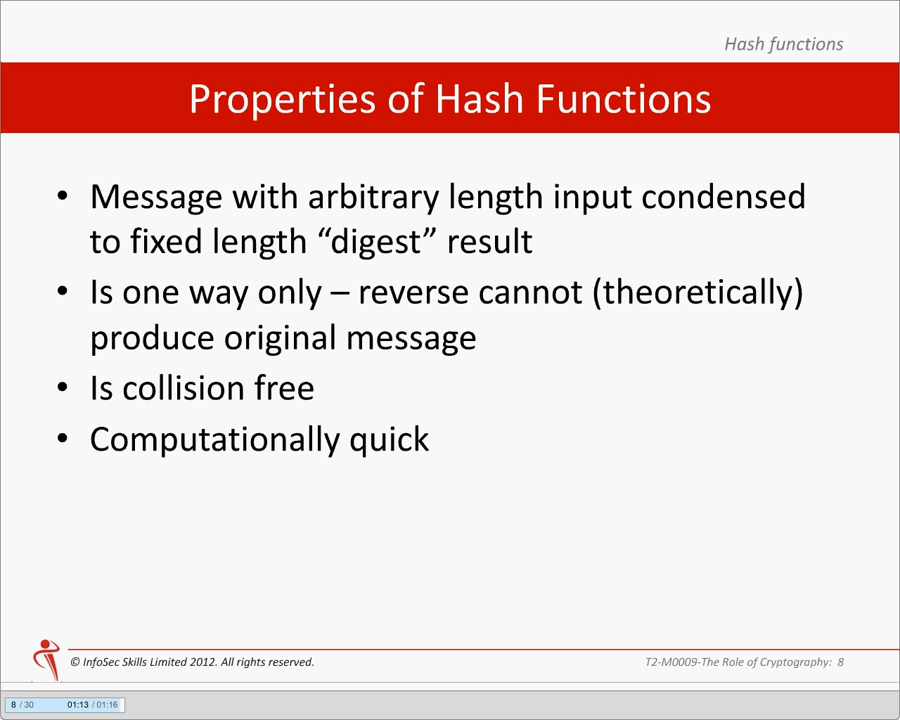 Hash functions
Properties of Hash Functions
• Message with arbitrary length input condensed
to fixed length “digest” result
• Is one way only – reverse cannot (theoretically)
produce original message
• Is collision free
• Computationally quick
© InfoSec Skills Limited 2012. All rights reserved.
T2-M0009-The Role of Cryptography: 8
8 / 30 01:13 / 01:16